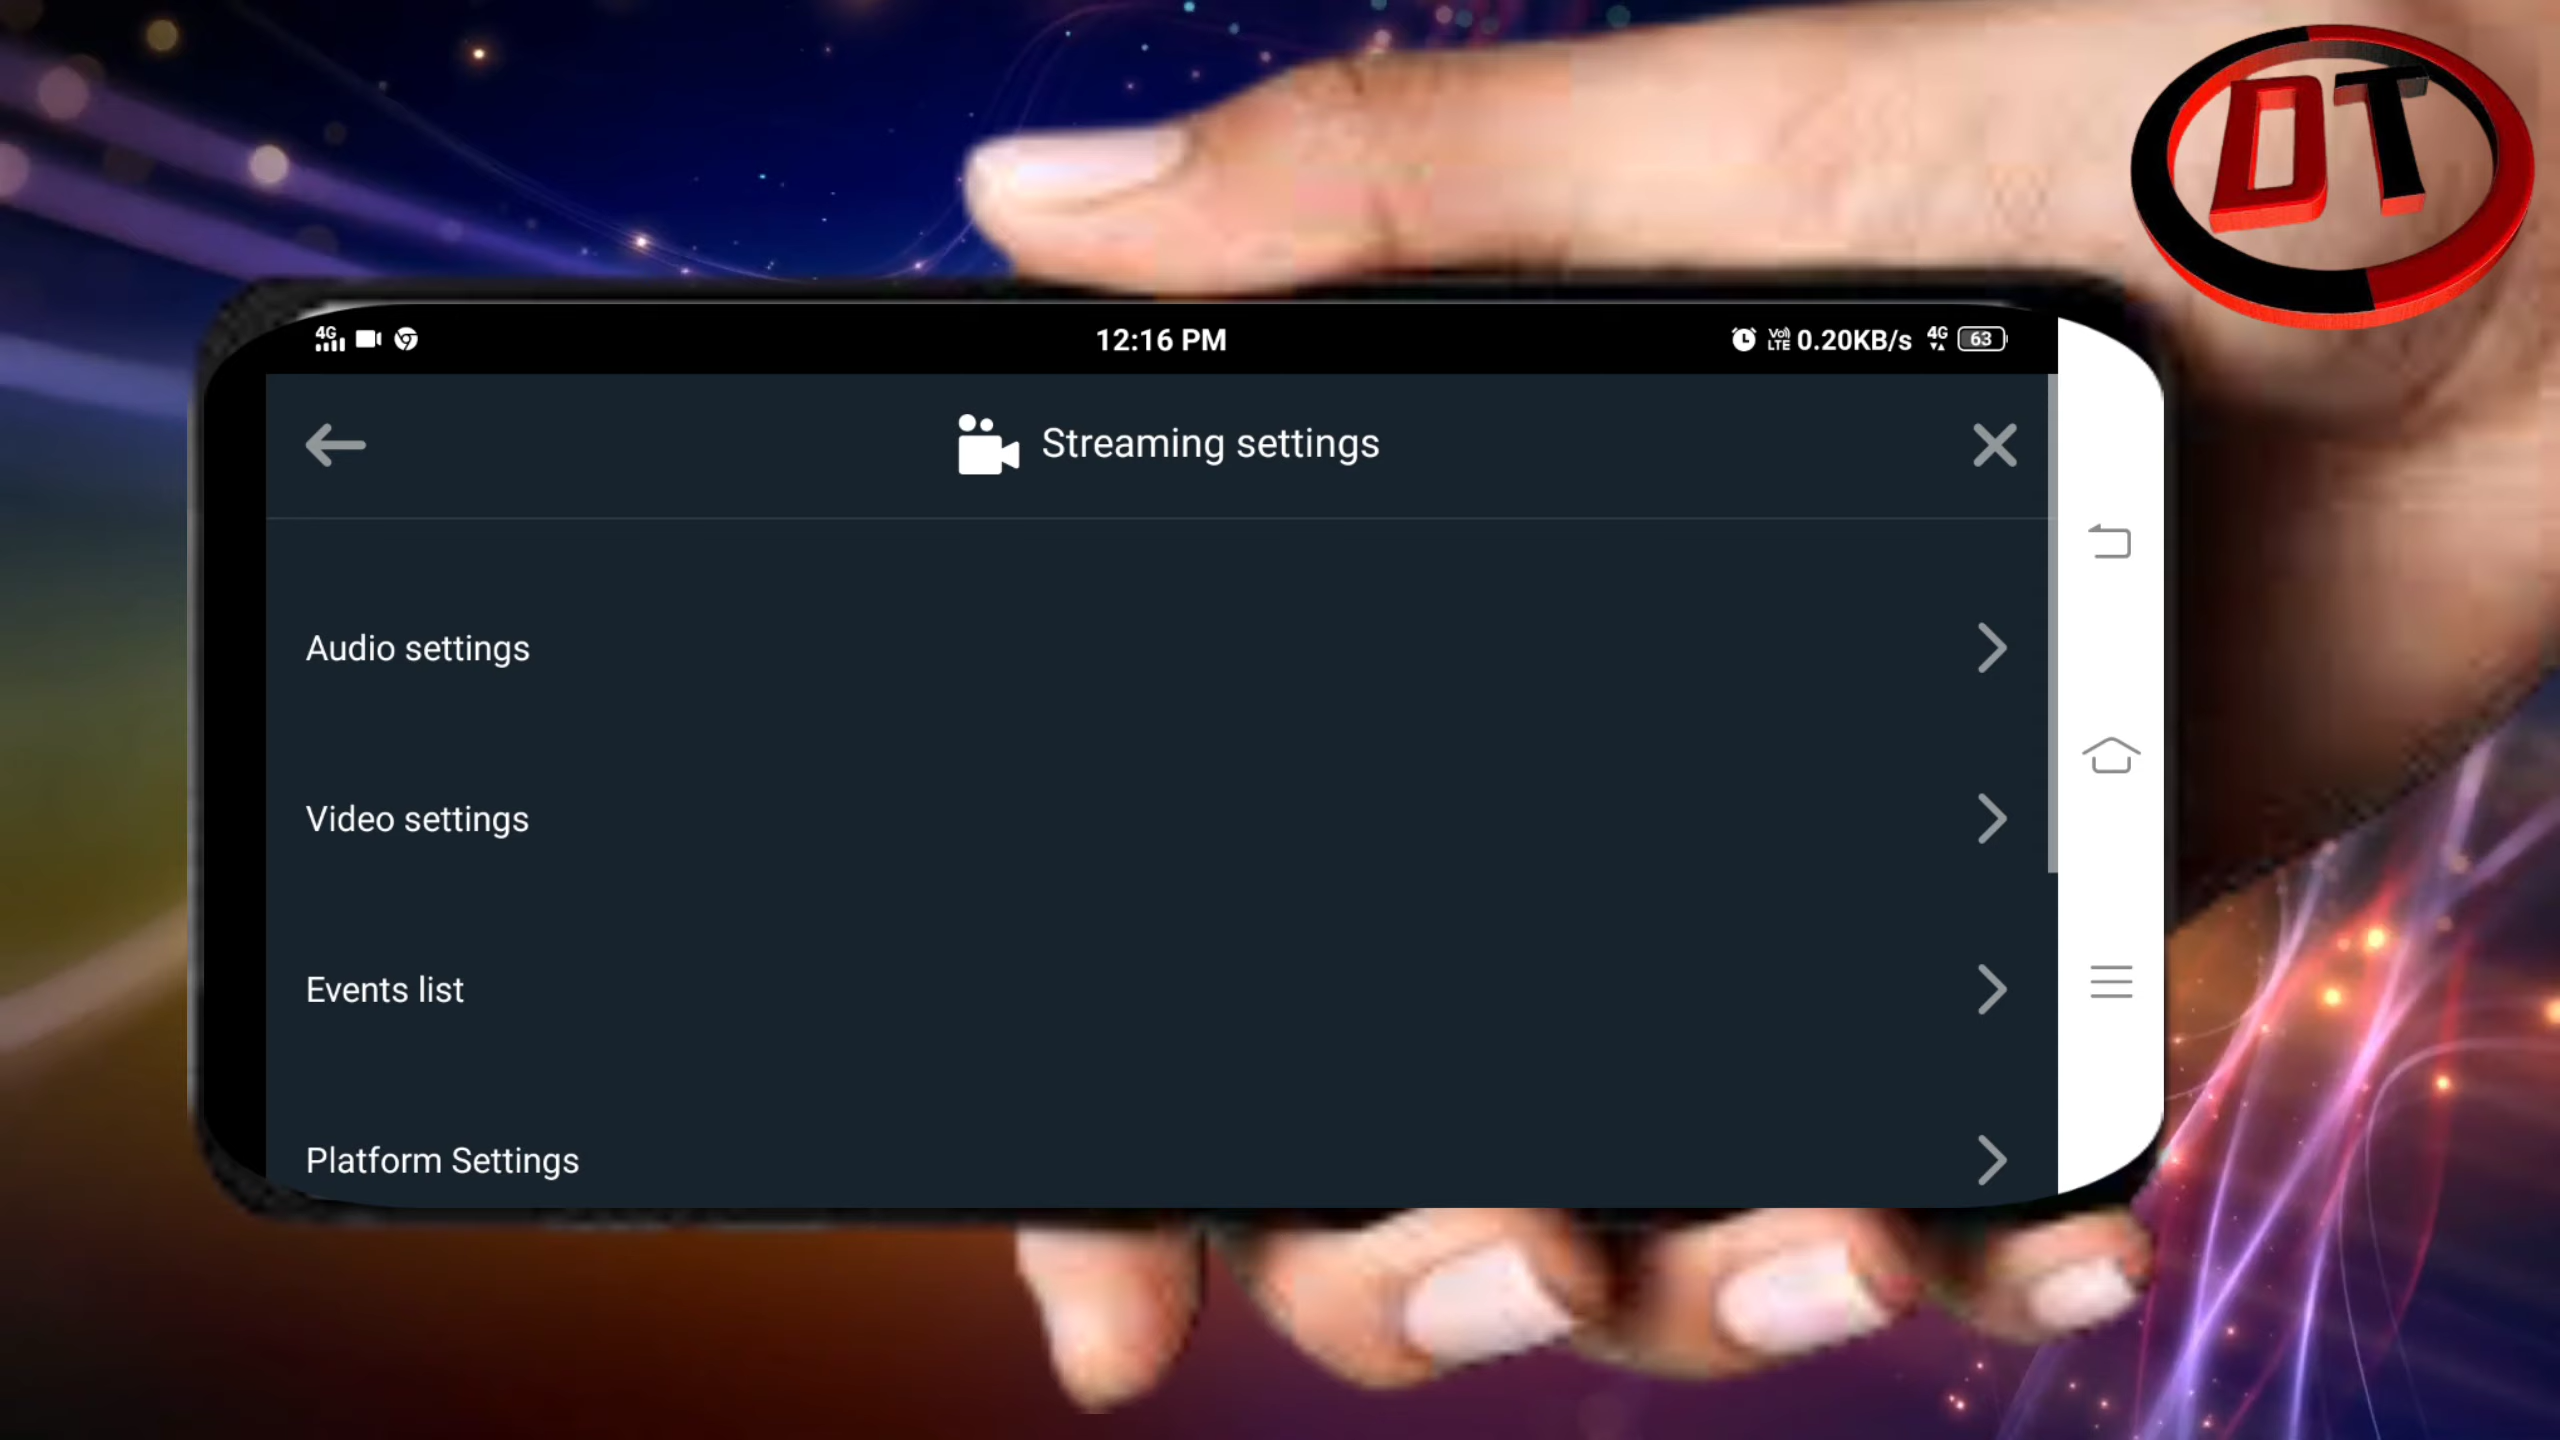 DT
4G 12:16 PM VoLTE 0.20KB/s 4G 63
Streaming settings
Audio settings
Video settings
Events list
Platform Settings